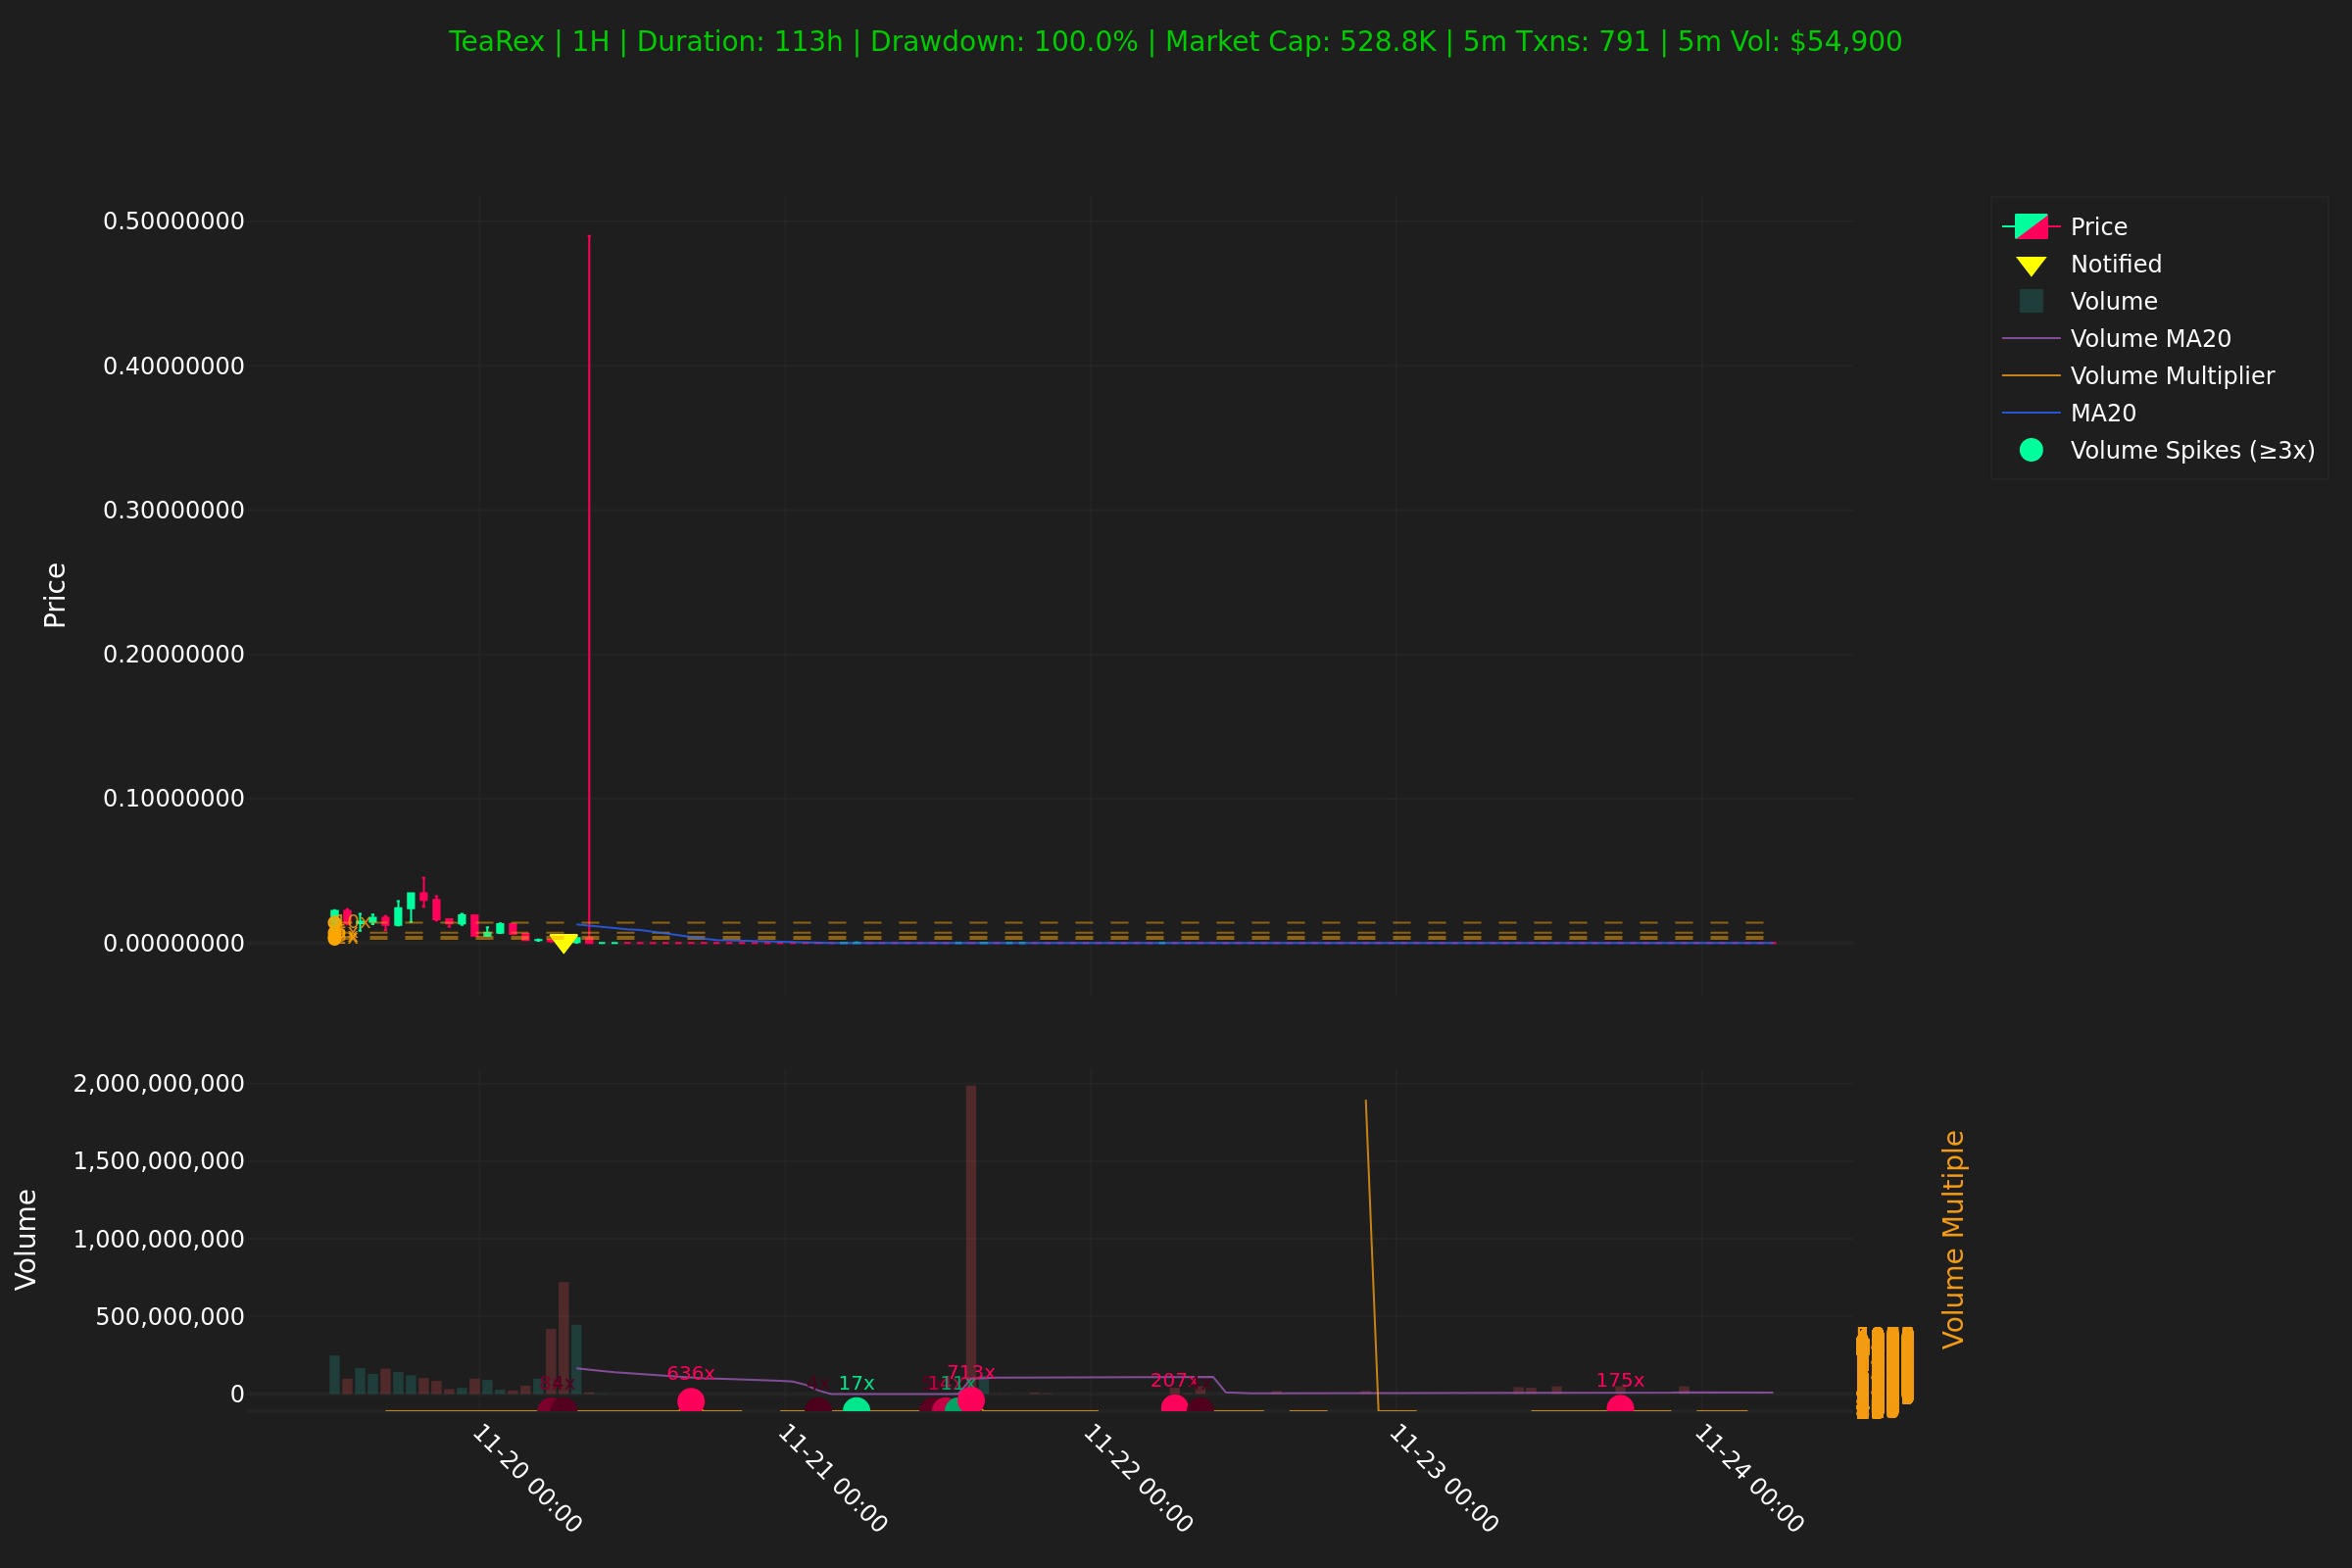 TeaRex | 1H | Duration: 113h | Drawdown: 100.0% | Market Cap: 528.8K | 5m Txns: 791 | 5m Vol: $54,900
Price
0.50000000
0.40000000
0.30000000
0.20000000
0.10000000
0.00000000
Price
Notified
Volume
Volume MA20
Volume Multiplier
MA20
Volume Spikes (≥3x)
Volume
2,000,000,000
1,500,000,000
1,000,000,000
500,000,000
0
636x
17x
713x
207x
175x
Volume Multiple
11-20 00:00
11-21 00:00
11-22 00:00
11-23 00:00
11-24 00:00